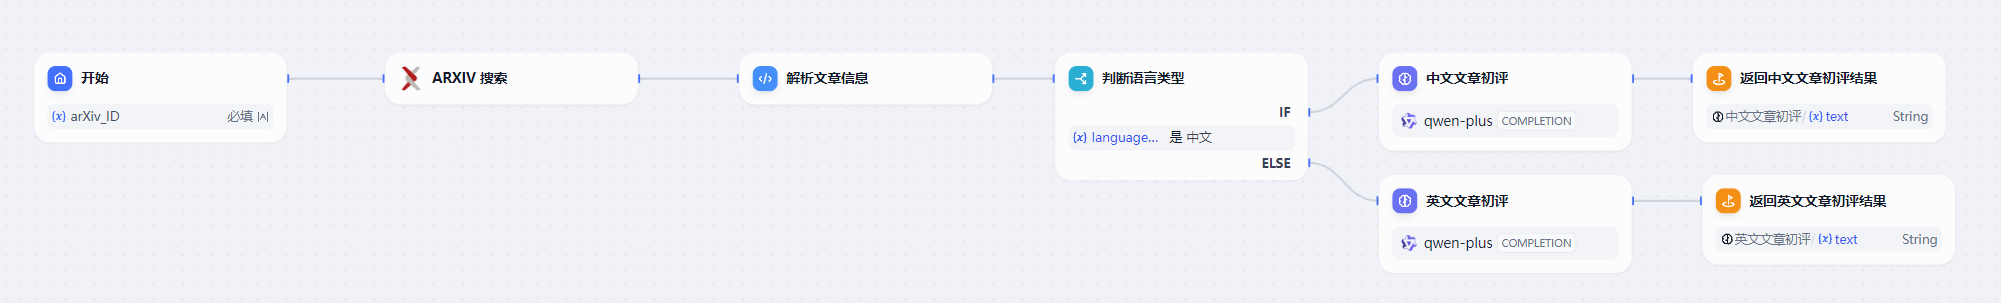 开始
arXiv_ID 必填
ARXIV 搜索
解析文章信息
判断语言类型
IF
language... 是 中文
ELSE
中文文章初评
qwen-plus COMPLETION
返回中文文章初评结果
中文文章初评/ (x) text String
英文文章初评
qwen-plus COMPLETION
返回英文文章初评结果
英文文章初评/ (x) text String